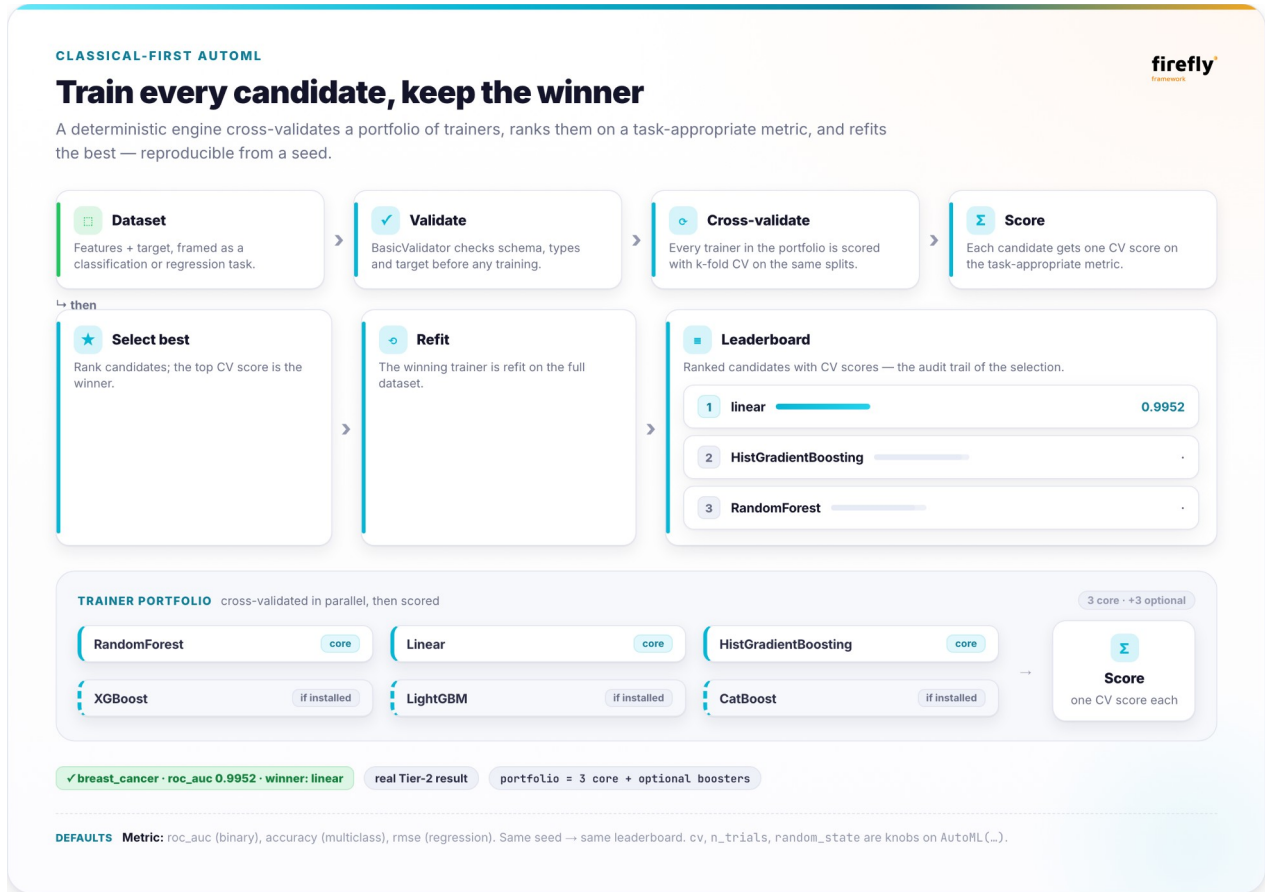 CLASSICAL-FIRST AUTOML
firefly
framework
Train every candidate, keep the winner
A deterministic engine cross-validates a portfolio of trainers, ranks them on a task-appropriate metric, and refits
the best — reproducible from a seed.
Dataset
Features + target, framed as a
classification or regression task.
›
✓ Validate
BasicValidator checks schema, types
and target before any training.
›
⟳ Cross-validate
Every trainer in the portfolio is scored
with k-fold CV on the same splits.
›
Σ Score
Each candidate gets one CV score on
the task-appropriate metric.
↳ then
★ Select best
Rank candidates; the top CV score is the
winner.
›
⟲ Refit
The winning trainer is refit on the full
dataset.
›
≡ Leaderboard
Ranked candidates with CV scores — the audit trail of the selection.
1 linear 0.9952
2 HistGradientBoosting ·
3 RandomForest ·
TRAINER PORTFOLIO cross-validated in parallel, then scored
3 core · +3 optional
RandomForest core
Linear core
HistGradientBoosting core
XGBoost if installed
LightGBM if installed
CatBoost if installed
→
Σ
Score
one CV score each
✓ breast_cancer · roc_auc 0.9952 · winner: linear
real Tier-2 result
portfolio = 3 core + optional boosters
DEFAULTS Metric: roc_auc (binary), accuracy (multiclass), rmse (regression). Same seed → same leaderboard. cv, n_trials, random_state are knobs on AutoML(…).